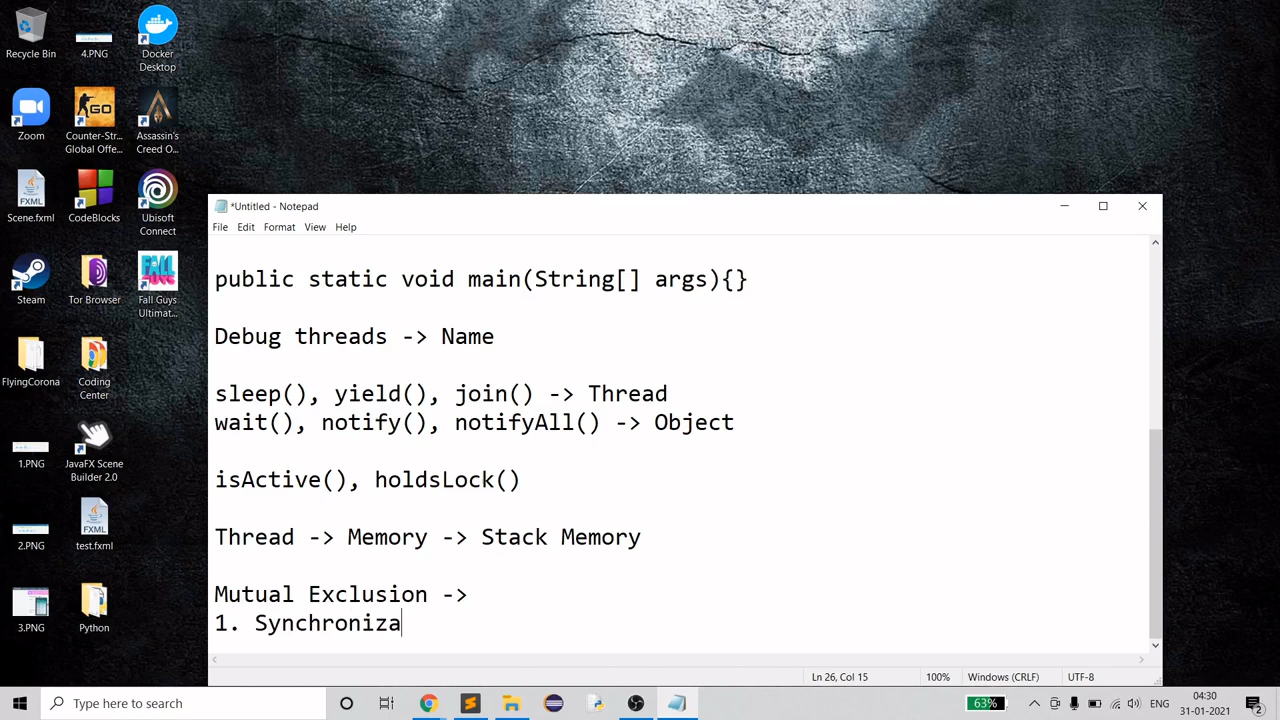 Recycle Bin
4.PNG
Docker
Desktop
Zoom
Counter-Str...
Global Offe...
Assassin's
Creed O...
Scene.fxml
CodeBlocks
Ubisoft
Connect
Steam
Tor Browser
Fall Guys
Ultimat...
FlyingCorona
Coding
Center
1.PNG
JavaFX Scene
Builder 2.0
2.PNG
test.fxml
3.PNG
Python
*Untitled - Notepad
File Edit Format View Help
public static void main(String[] args){}
Debug threads -> Name
sleep(), yield(), join() -> Thread
wait(), notify(), notifyAll() -> Object
isActive(), holdsLock()
Thread -> Memory -> Stack Memory
Mutual Exclusion ->
1. Synchroniza
Ln 26, Col 15 100% Windows (CRLF) UTF-8
Type here to search
63%
ENG
04:30
31-01-2021
2